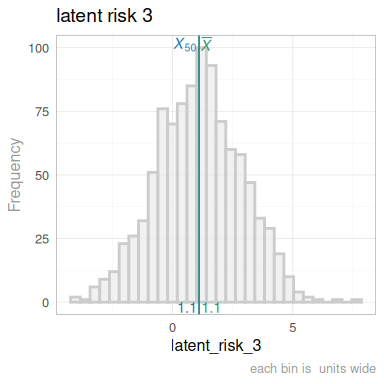 latent risk 3
X50 X̅
100
75
50
25
0
Frequency
1.1 1.1
0 5
latent_risk_3
each bin is  units wide